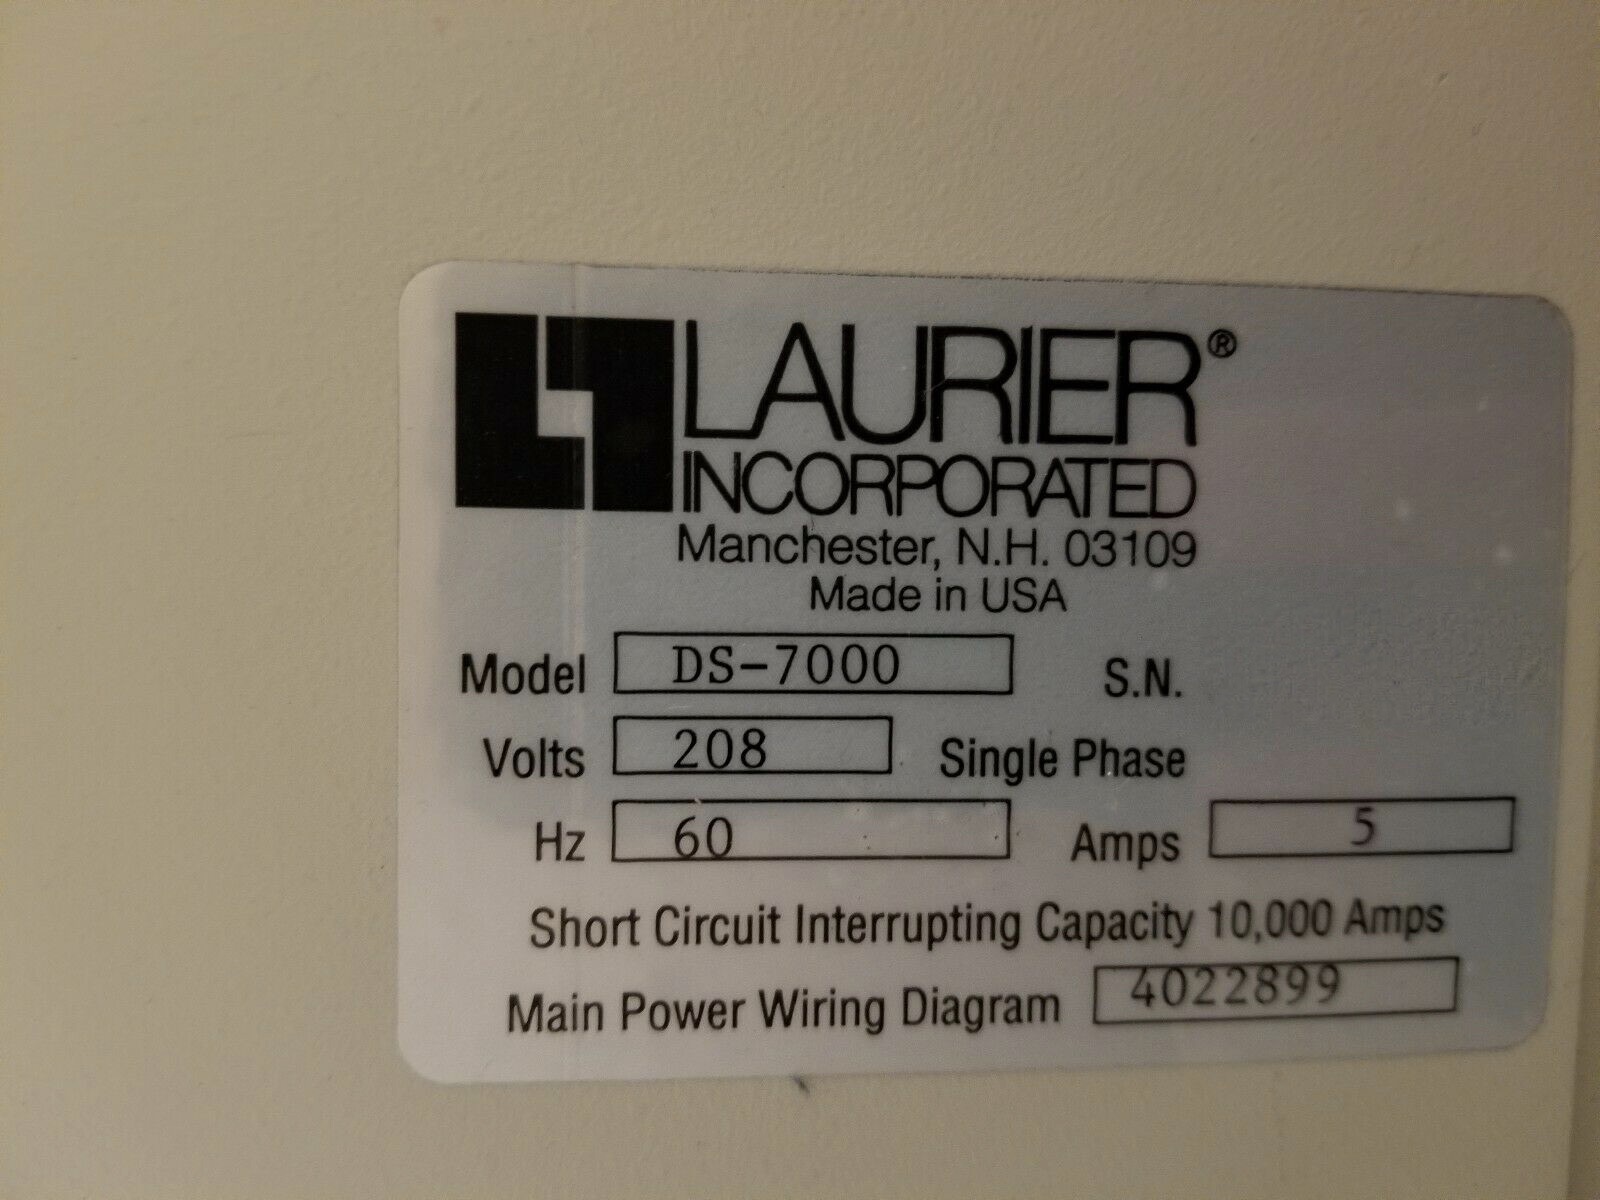 LAURIER®
INCORPORATED
Manchester, N.H. 03109
Made in USA
Model DS-7000 S.N.
Volts 208 Single Phase
Hz 60 Amps 5
Short Circuit Interrupting Capacity 10,000 Amps
Main Power Wiring Diagram 4022899